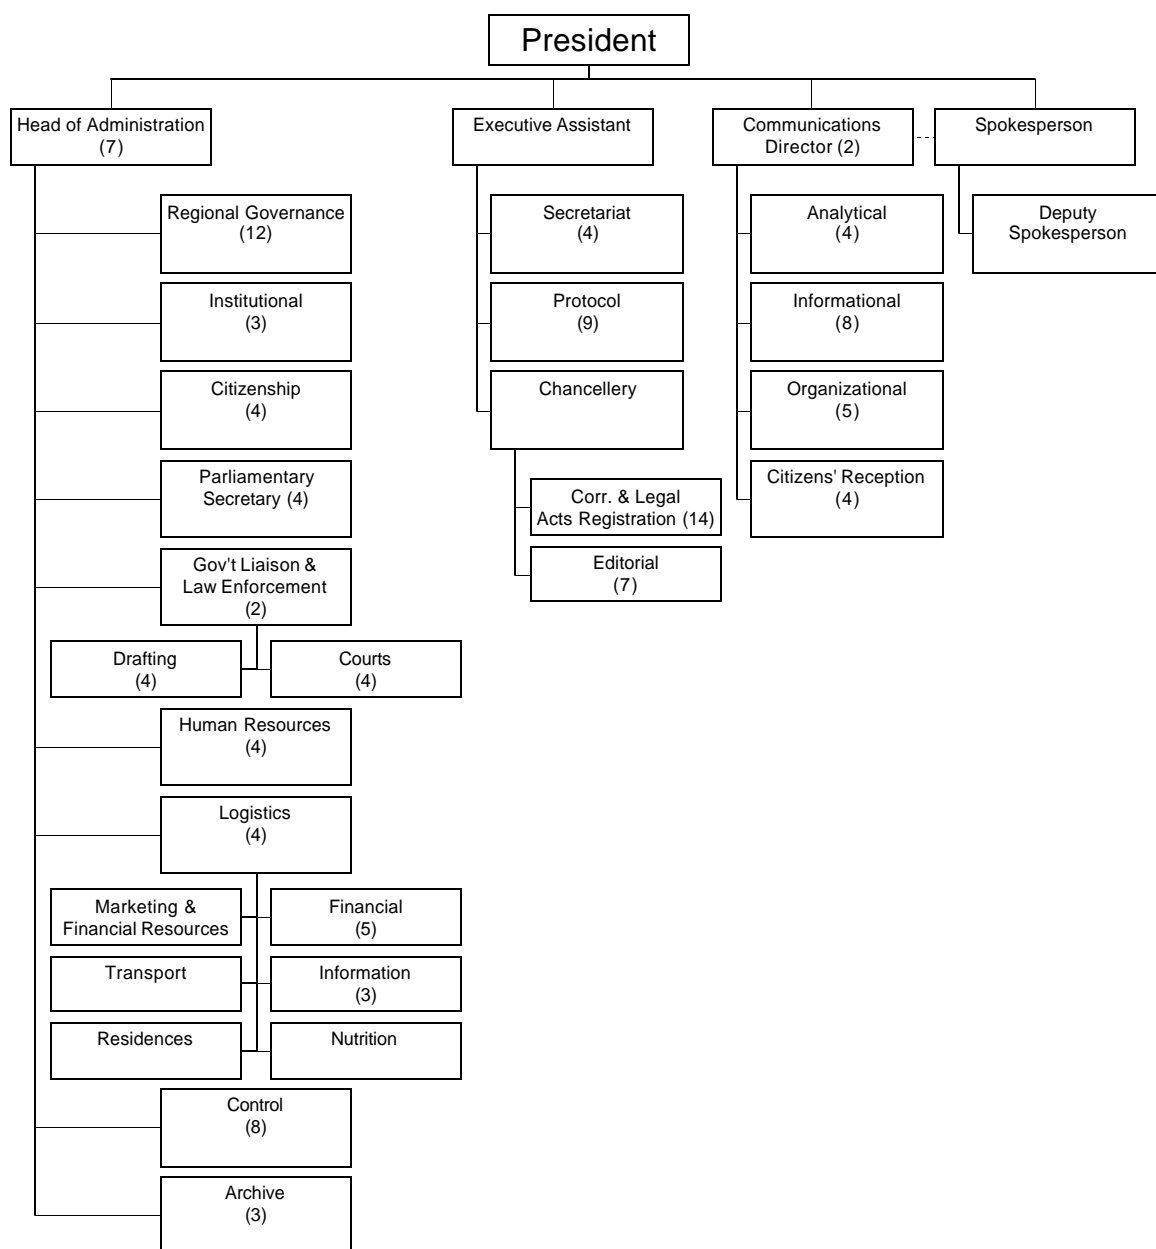 President
Head of Administration
(7)
Executive Assistant
Communications
Director (2)
Spokesperson
Regional Governance
(12)
Institutional
(3)
Citizenship
(4)
Parliamentary
Secretary (4)
Gov't Liaison &
Law Enforcement
(2)
Drafting
(4)
Courts
(4)
Human Resources
(4)
Logistics
(4)
Marketing &
Financial Resources
Financial
(5)
Transport
Information
(3)
Residences
Nutrition
Control
(8)
Archive
(3)
Secretariat
(4)
Protocol
(9)
Chancellery
Corr. & Legal
Acts Registration (14)
Editorial
(7)
Analytical
(4)
Informational
(8)
Organizational
(5)
Citizens' Reception
(4)
Deputy
Spokesperson